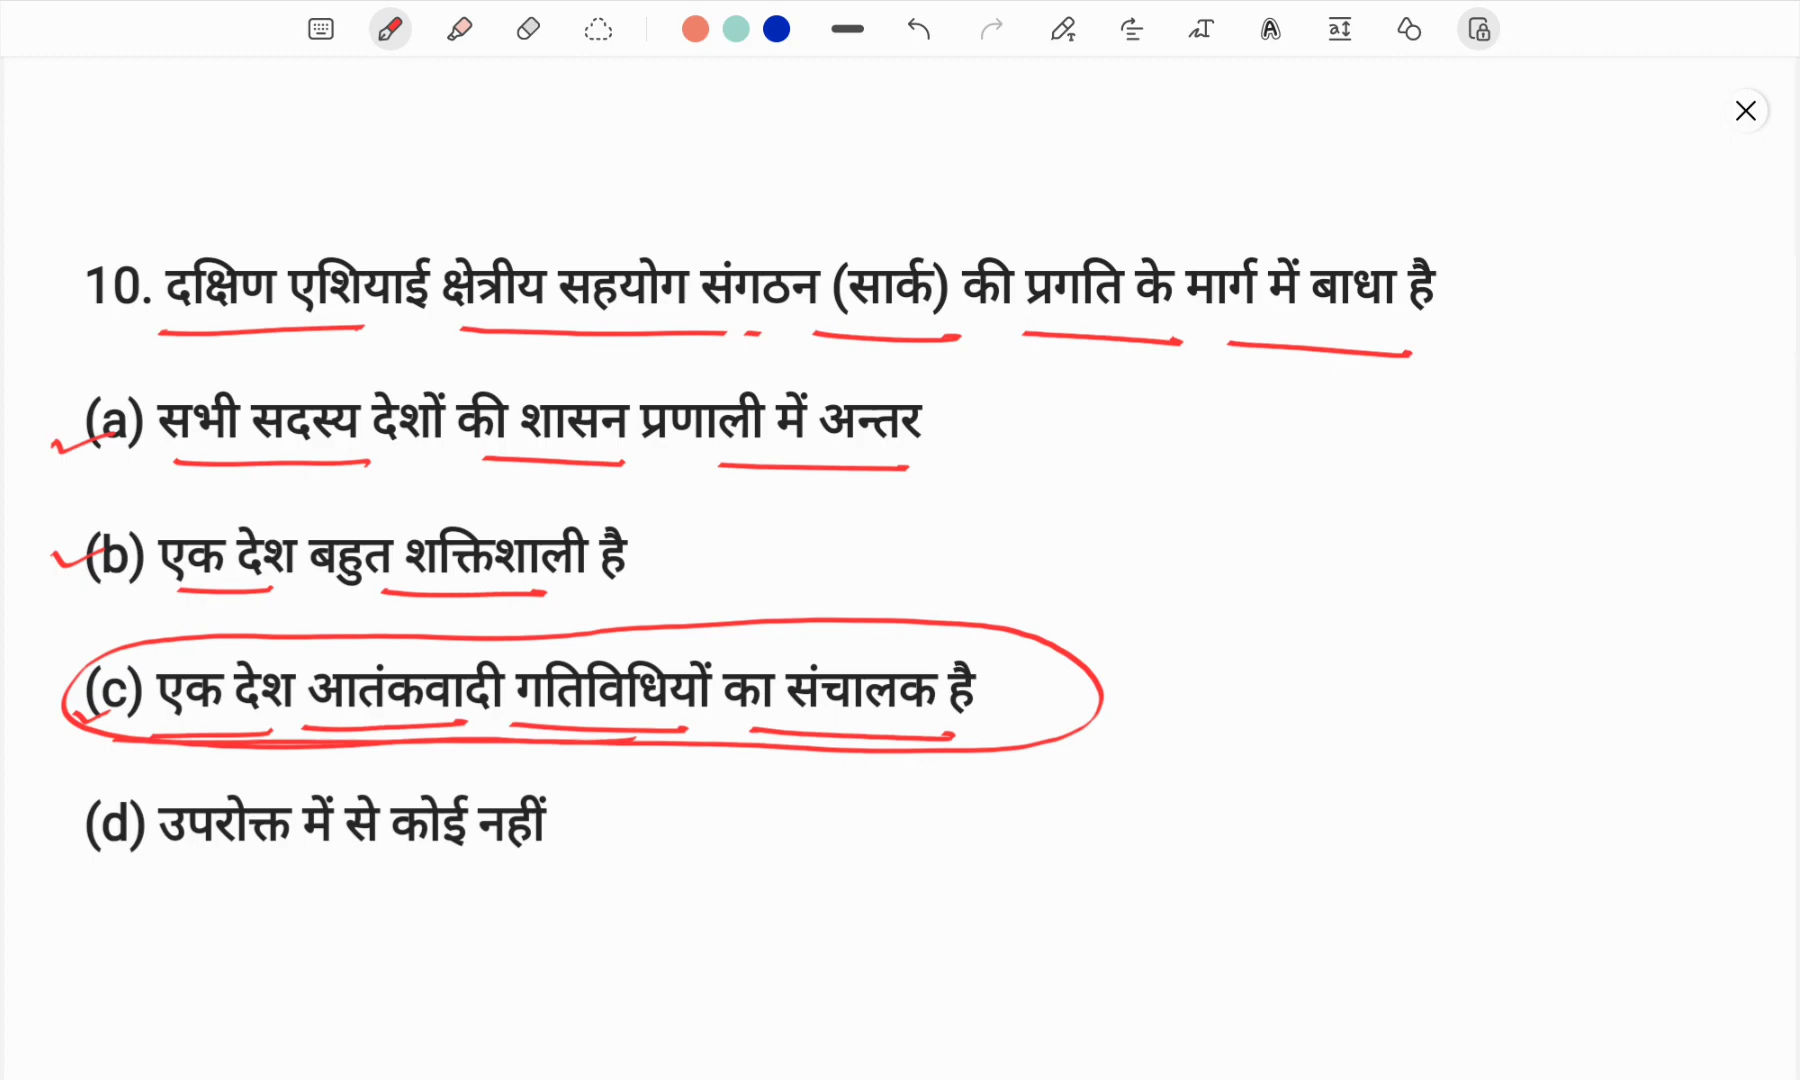 10. दक्षिण एशियाई क्षेत्रीय सहयोग संगठन (सार्क) की प्रगति के मार्ग में बाधा है
(a) सभी सदस्य देशों की शासन प्रणाली में अन्तर
(b) एक देश बहुत शक्तिशाली है
(c) एक देश आतंकवादी गतिविधियों का संचालक है
(d) उपरोक्त में से कोई नहीं